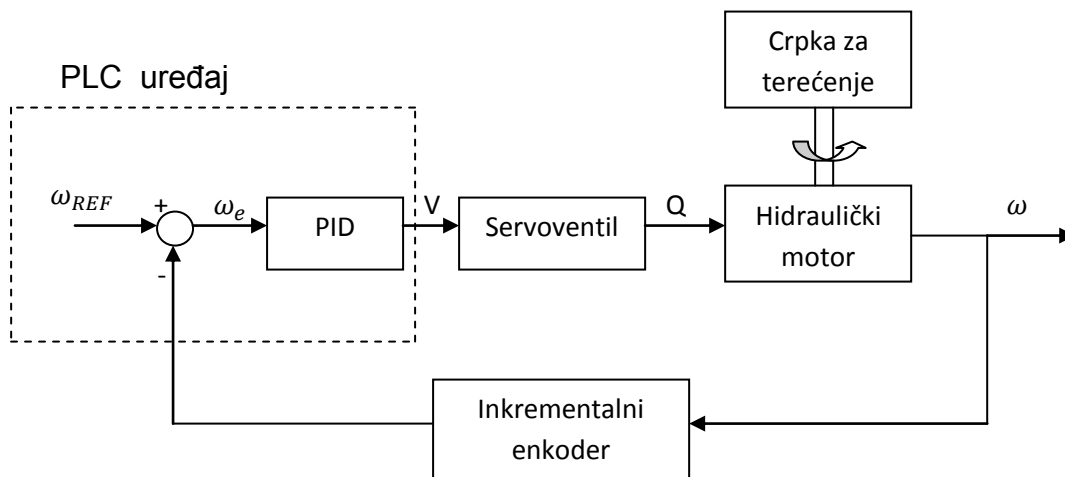 Crpka za
terećenje
PLC uređaj
ω_REF
+
ω_e
PID
V
Servoventil
Q
Hidraulički
motor
ω
-
Inkrementalni
enkoder